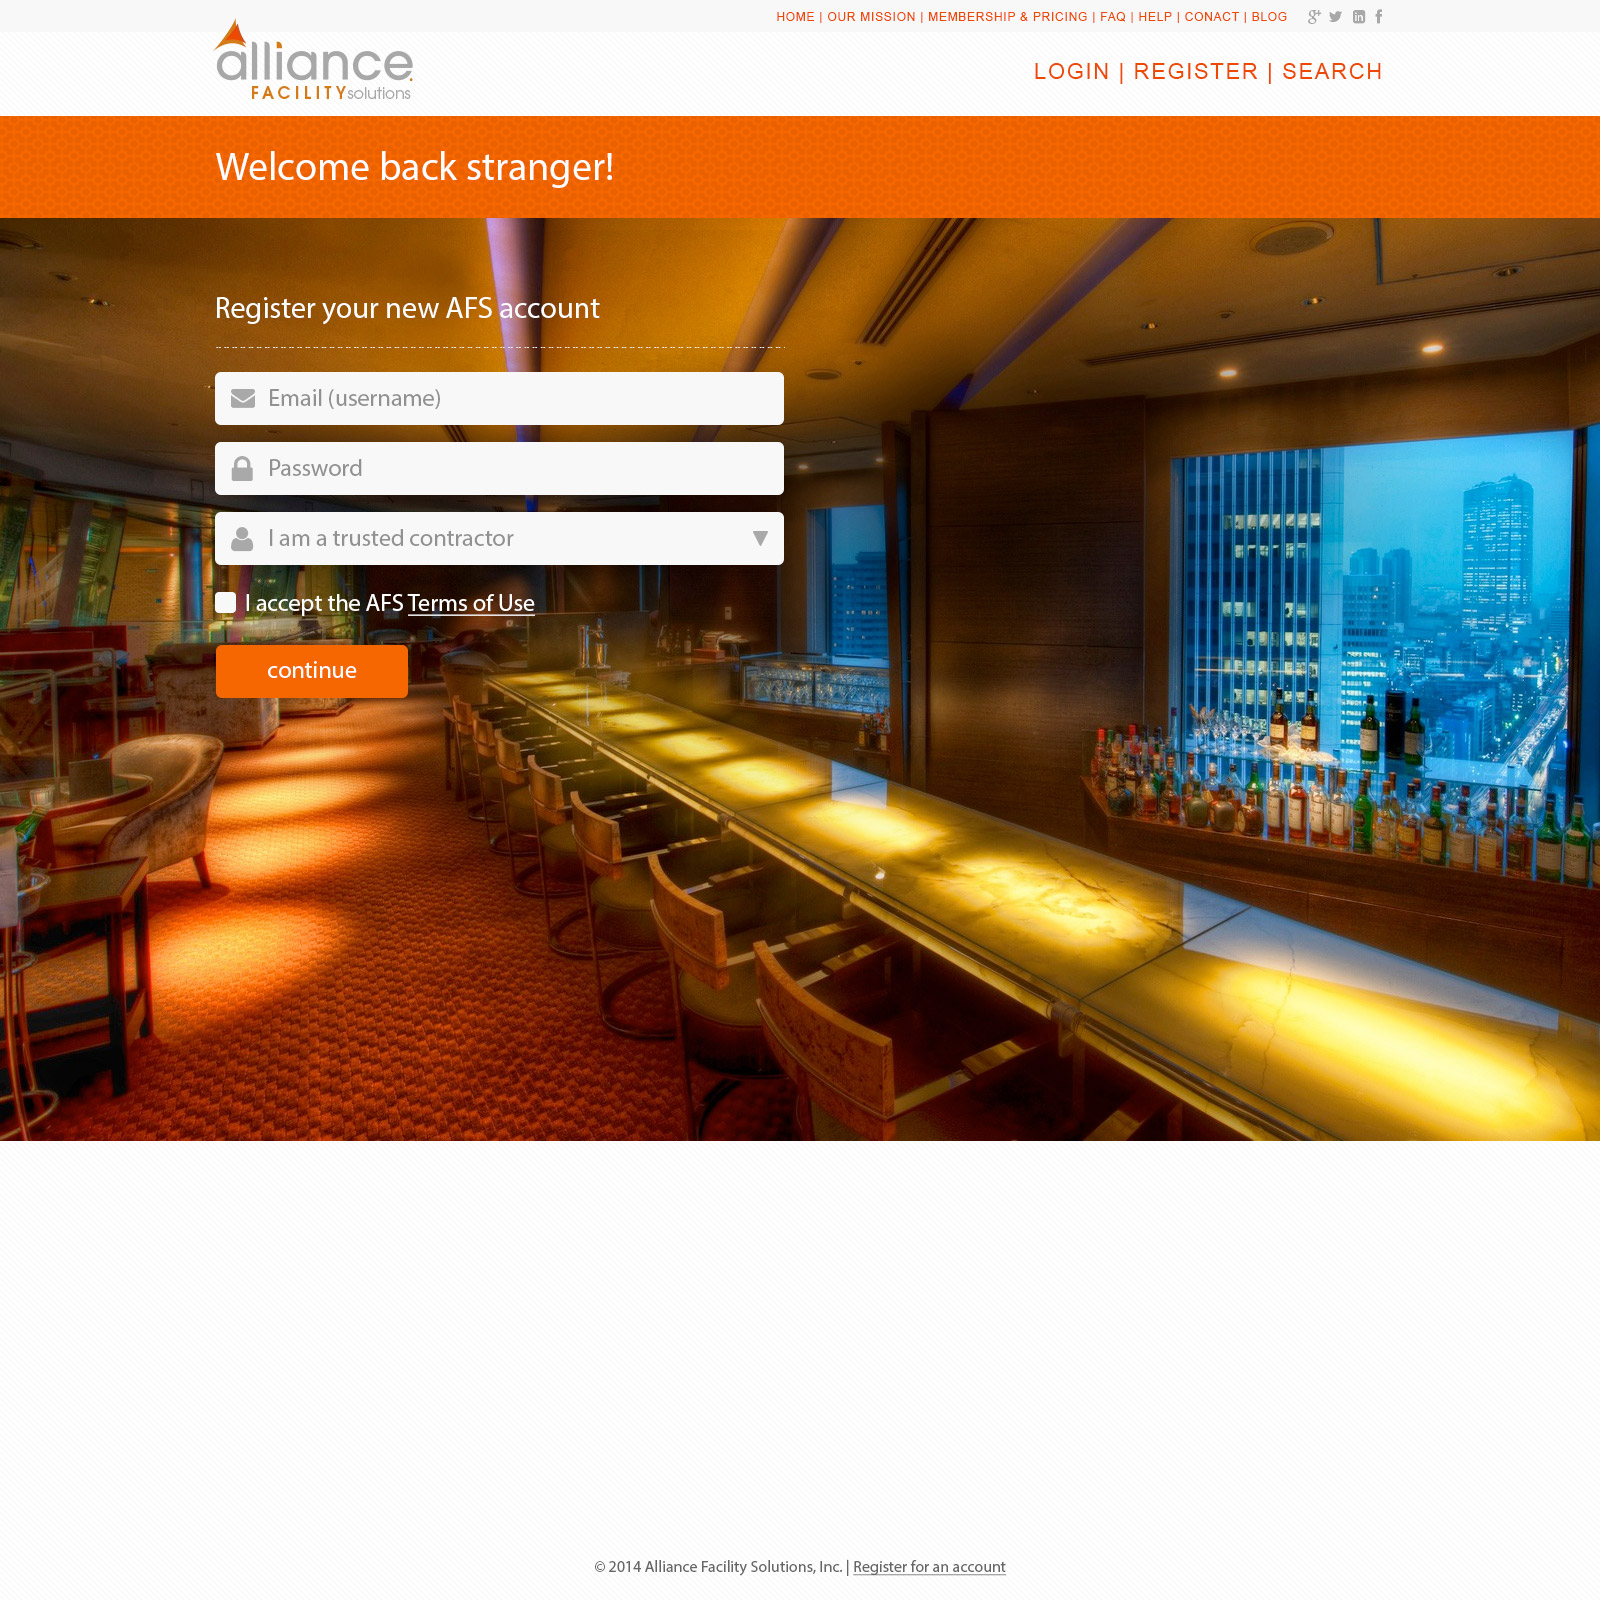 HOME | OUR MISSION | MEMBERSHIP & PRICING | FAQ | HELP | CONACT | BLOG
alliance
FACILITYsolutions
LOGIN | REGISTER | SEARCH
Welcome back stranger!
Register your new AFS account
Email (username)
Password
I am a trusted contractor
I accept the AFS Terms of Use
continue
© 2014 Alliance Facility Solutions, Inc. | Register for an account